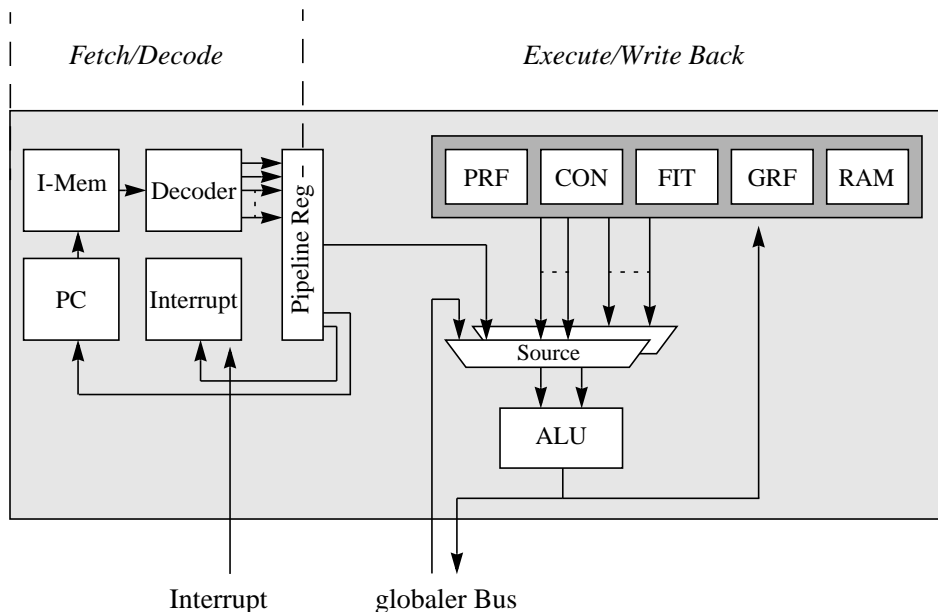 Fetch/Decode
Execute/Write Back
I-Mem
Decoder
Pipeline Reg
PRF
CON
FIT
GRF
RAM
PC
Interrupt
Source
ALU
Interrupt
globaler Bus